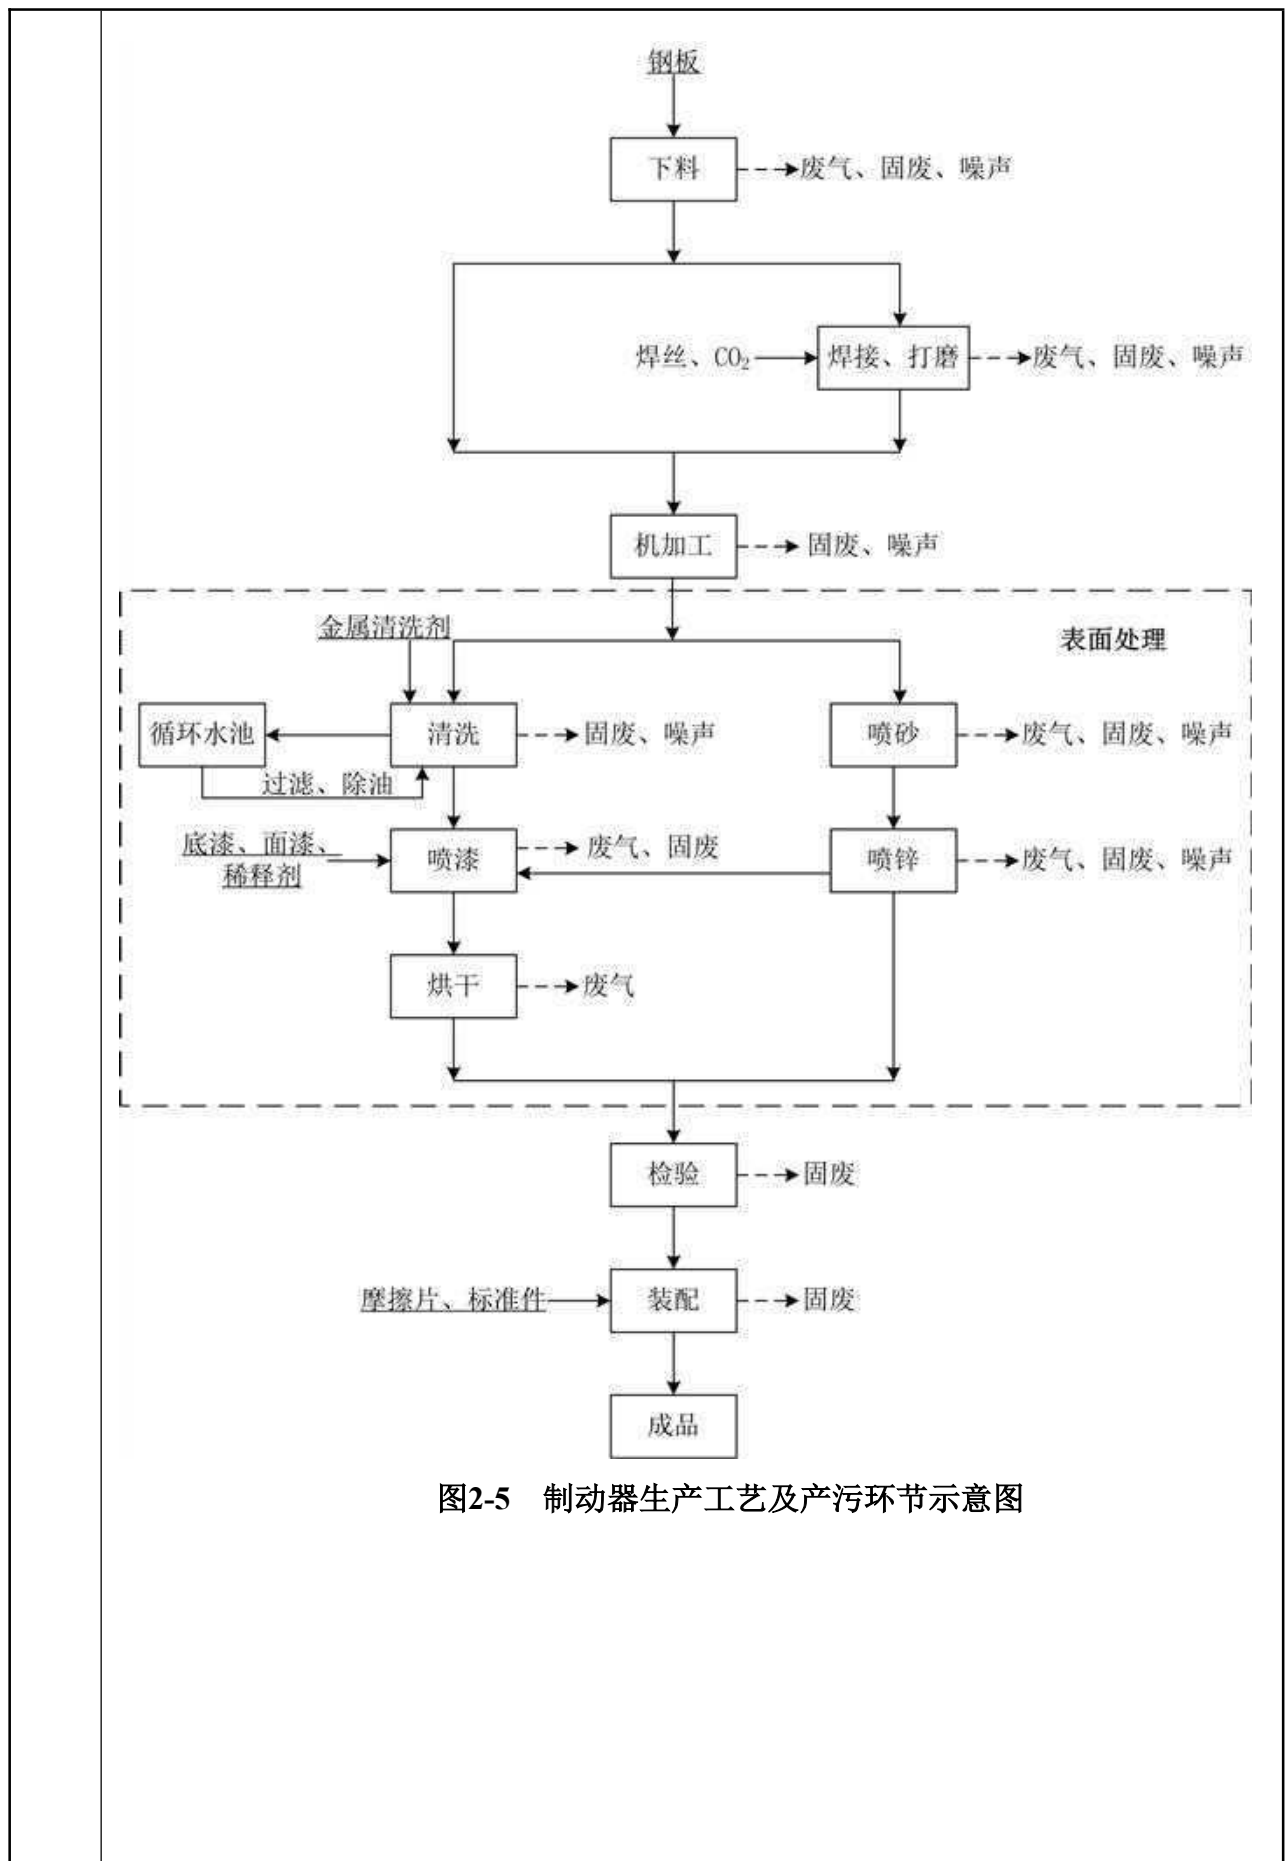 钢板
下料
废气、固废、噪声
焊丝、CO₂
焊接、打磨
废气、固废、噪声
机加工
固废、噪声
金属清洗剂
表面处理
循环水池
清洗
固废、噪声
喷砂
废气、固废、噪声
过滤、除油
底漆、面漆、
稀释剂
喷漆
废气、固废
喷锌
废气、固废、噪声
烘干
废气
检验
固废
摩擦片、标准件
装配
固废
成品
图2-5 制动器生产工艺及产污环节示意图